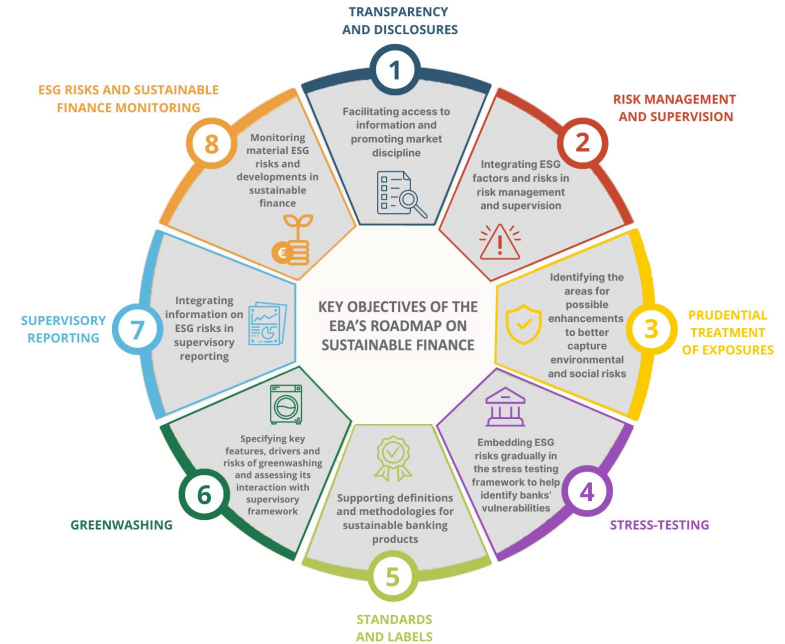 KEY OBJECTIVES OF THE
EBA'S ROADMAP ON
SUSTAINABLE FINANCE
TRANSPARENCY
AND DISCLOSURES
1
Facilitating access to
information and
promoting market
discipline
RISK MANAGEMENT
AND SUPERVISION
2
Integrating ESG
factors and risks in
risk management
and supervision
PRUDENTIAL
TREATMENT
OF EXPOSURES
3
Identifying the
areas for
possible
enhancements
to better
capture
environmental
and social risks
STRESS-TESTING
4
Embedding ESG
risks gradually in
the stress testing
framework to help
identify banks'
vulnerabilities
STANDARDS
AND LABELS
5
Supporting definitions
and methodologies for
sustainable banking
products
GREENWASHING
6
Specifying key
features, drivers and
risks of greenwashing
and assessing its
interaction with
supervisory
framework
SUPERVISORY
REPORTING
7
Integrating
information on
ESG risks in
supervisory
reporting
ESG RISKS AND SUSTAINABLE
FINANCE MONITORING
8
Monitoring
material ESG
risks and
developments in
sustainable
finance
€